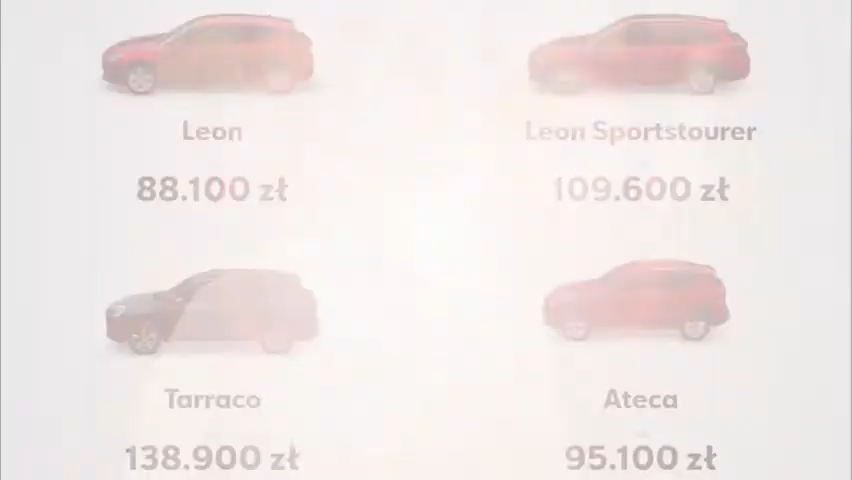 Leon
88.100 zł
Leon Sportstourer
109.600 zł
Tarraco
138.900 zł
Ateca
95.100 zł